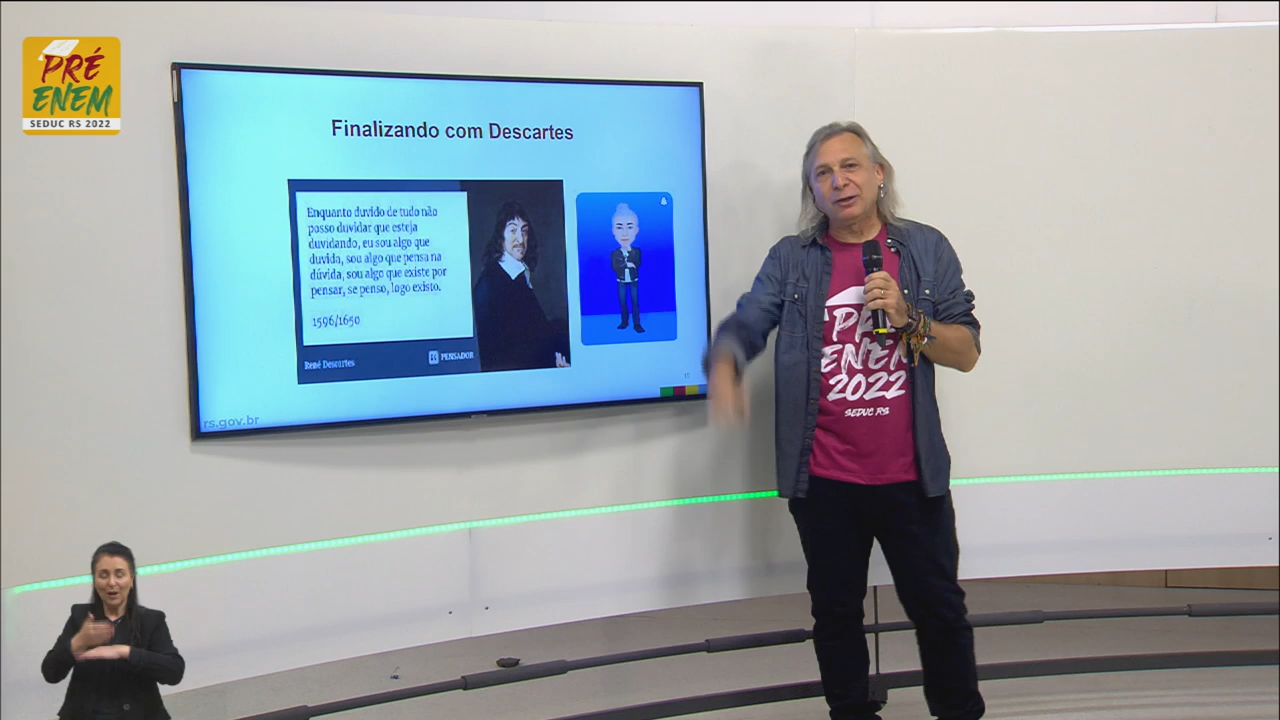 PRÉ
ENEM
SEDUC RS 2022
Finalizando com Descartes
Enquanto duvido de tudo não
posso duvidar que esteja
duvidando, eu sou algo que
duvida, sou algo que pensa na
dúvida, sou algo que existe por
pensar, se penso, logo existo.
1596/1650
René Descartes
PENSADOR
rs.gov.br
PRÉ
ENEM
2022
SEDUC RS